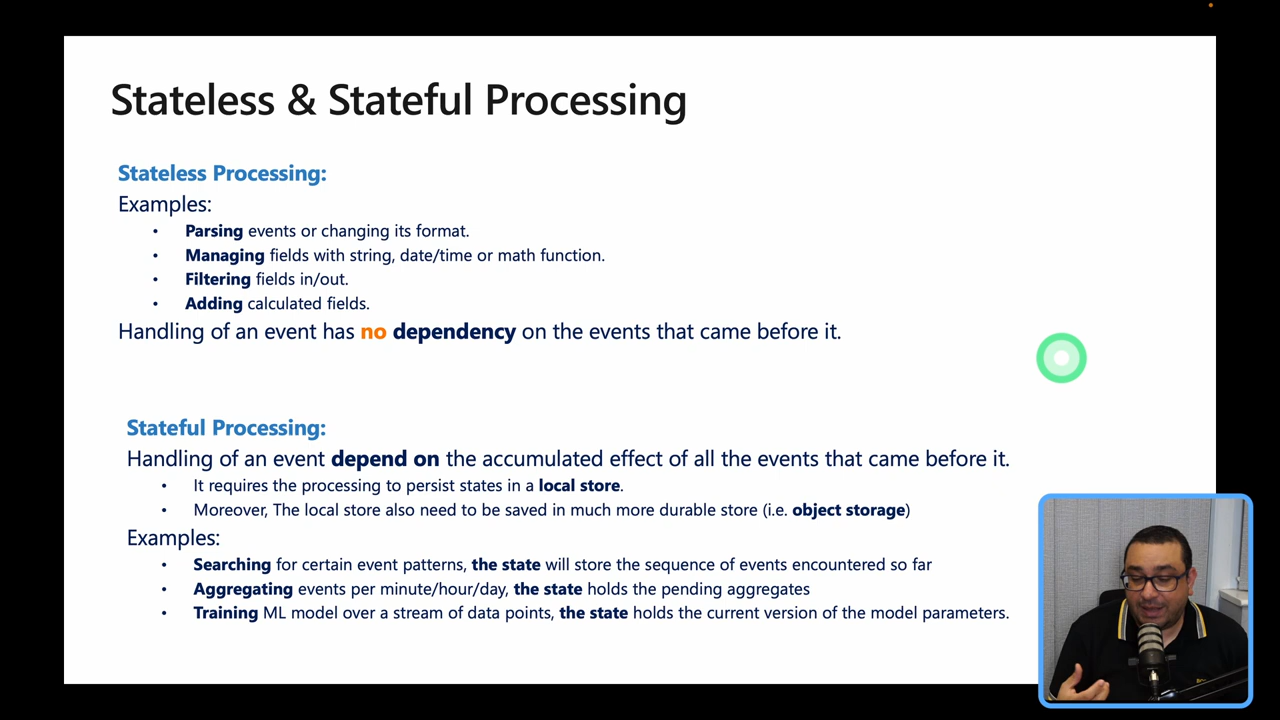 Stateless & Stateful Processing
Stateless Processing:
Examples:
• Parsing events or changing its format.
• Managing fields with string, date/time or math function.
• Filtering fields in/out.
• Adding calculated fields.
Handling of an event has no dependency on the events that came before it.
Stateful Processing:
Handling of an event depend on the accumulated effect of all the events that came before it.
• It requires the processing to persist states in a local store.
• Moreover, The local store also need to be saved in much more durable store (i.e. object storage)
Examples:
• Searching for certain event patterns, the state will store the sequence of events encountered so far
• Aggregating events per minute/hour/day, the state holds the pending aggregates
• Training ML model over a stream of data points, the state holds the current version of the model parameters.